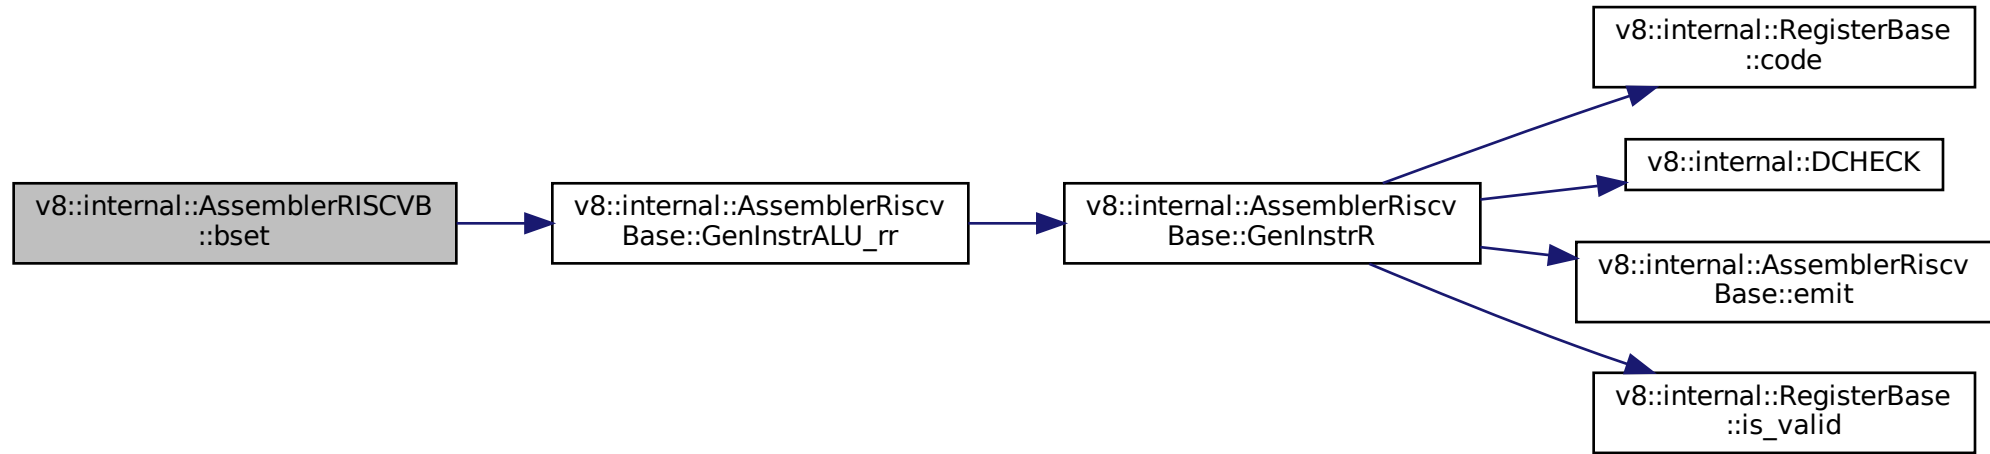 v8::internal::AssemblerRISCVB
::bset
v8::internal::AssemblerRiscv
Base::GenInstrALU_rr
v8::internal::AssemblerRiscv
Base::GenInstrR
v8::internal::RegisterBase
::code
v8::internal::DCHECK
v8::internal::AssemblerRiscv
Base::emit
v8::internal::RegisterBase
::is_valid